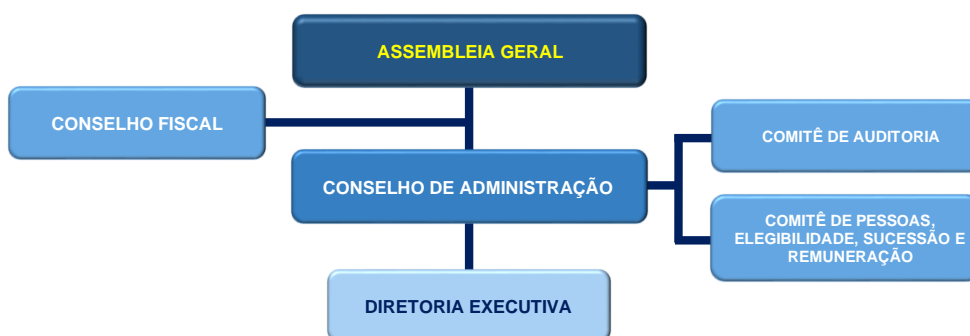 ASSEMBLEIA GERAL
CONSELHO FISCAL
COMITÊ DE AUDITORIA
CONSELHO DE ADMINISTRAÇÃO
COMITÊ DE PESSOAS,
ELEGIBILIDADE, SUCESSÃO E
REMUNERAÇÃO
DIRETORIA EXECUTIVA